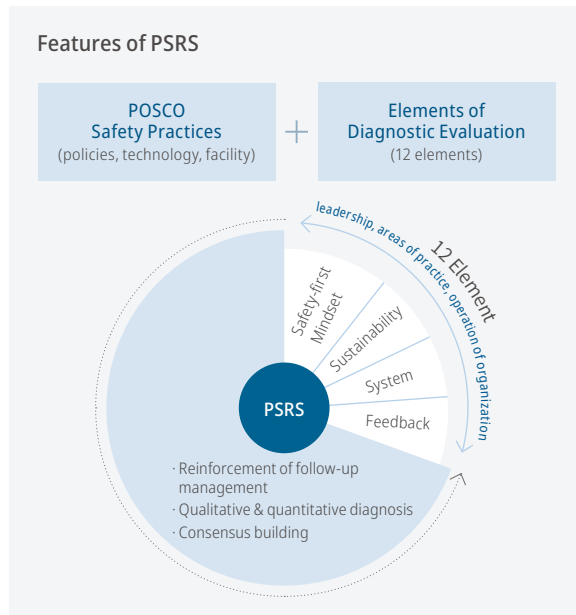 Features of PSRS
POSCO
Safety Practices
(policies, technology, facility)
+
Elements of
Diagnostic Evaluation
(12 elements)
leadership, areas of practice, operation of organization
12 Element
Safety-first
Mindset
Sustainability
System
Feedback
PSRS
· Reinforcement of follow-up
management
· Qualitative & quantitative diagnosis
· Consensus building